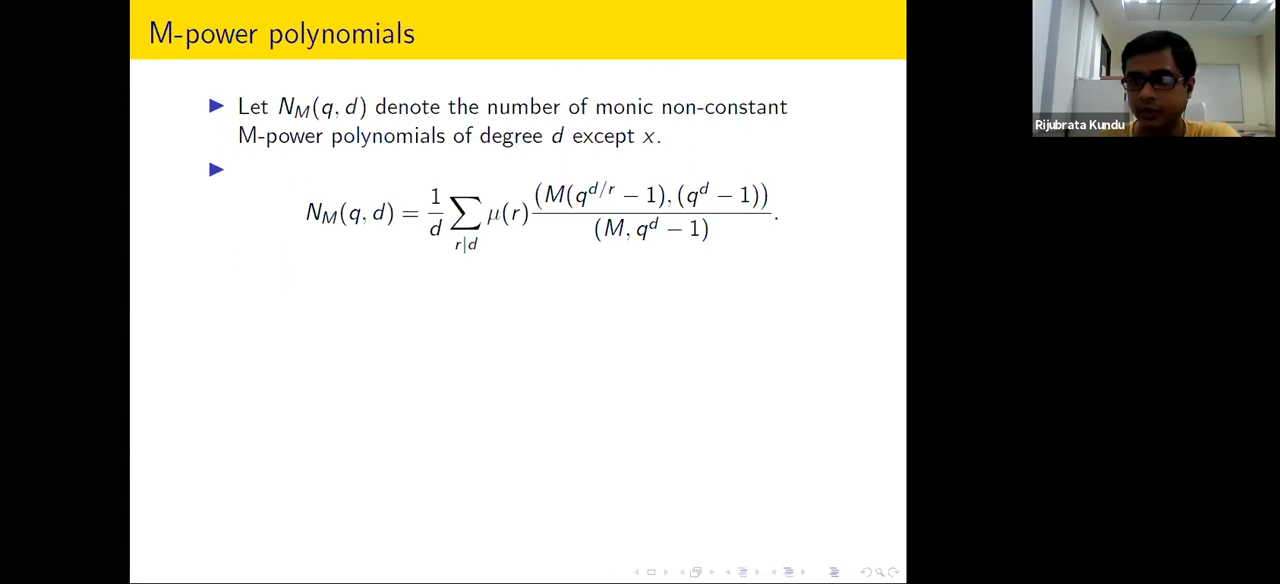 M-power polynomials
▶ Let N_M(q, d) denote the number of monic non-constant
M-power polynomials of degree d except x.
▶
N_M(q, d) = 1/d ∑_{r|d} μ(r) (M(q^{d/r} − 1), (q^d − 1)) / (M, q^d − 1).
Rijubrata Kundu